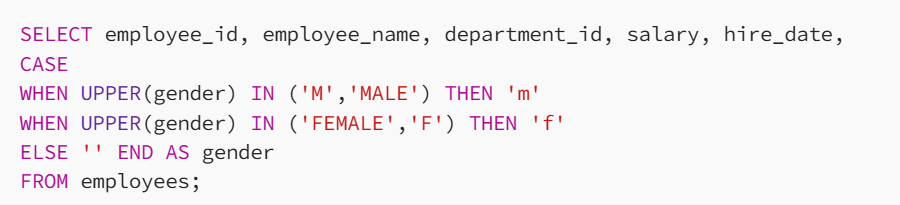 SELECT employee_id, employee_name, department_id, salary, hire_date,
CASE
WHEN UPPER(gender) IN ('M','MALE') THEN 'm'
WHEN UPPER(gender) IN ('FEMALE','F') THEN 'f'
ELSE '' END AS gender
FROM employees;